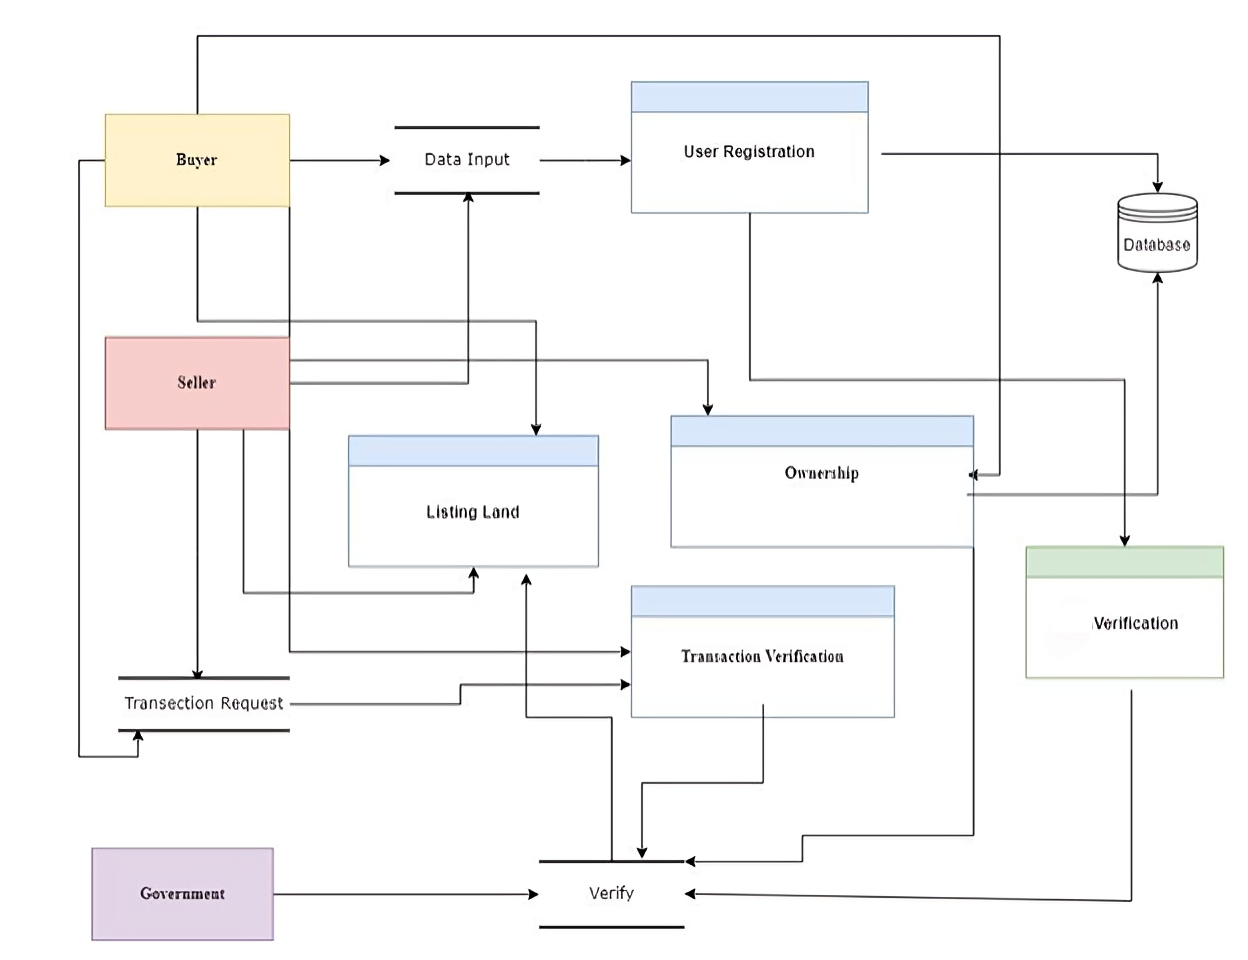 Buyer
Data Input
User Registration
Database
Seller
Ownership
Listing Land
Verification
Transaction Verification
Transection Request
Government
Verify